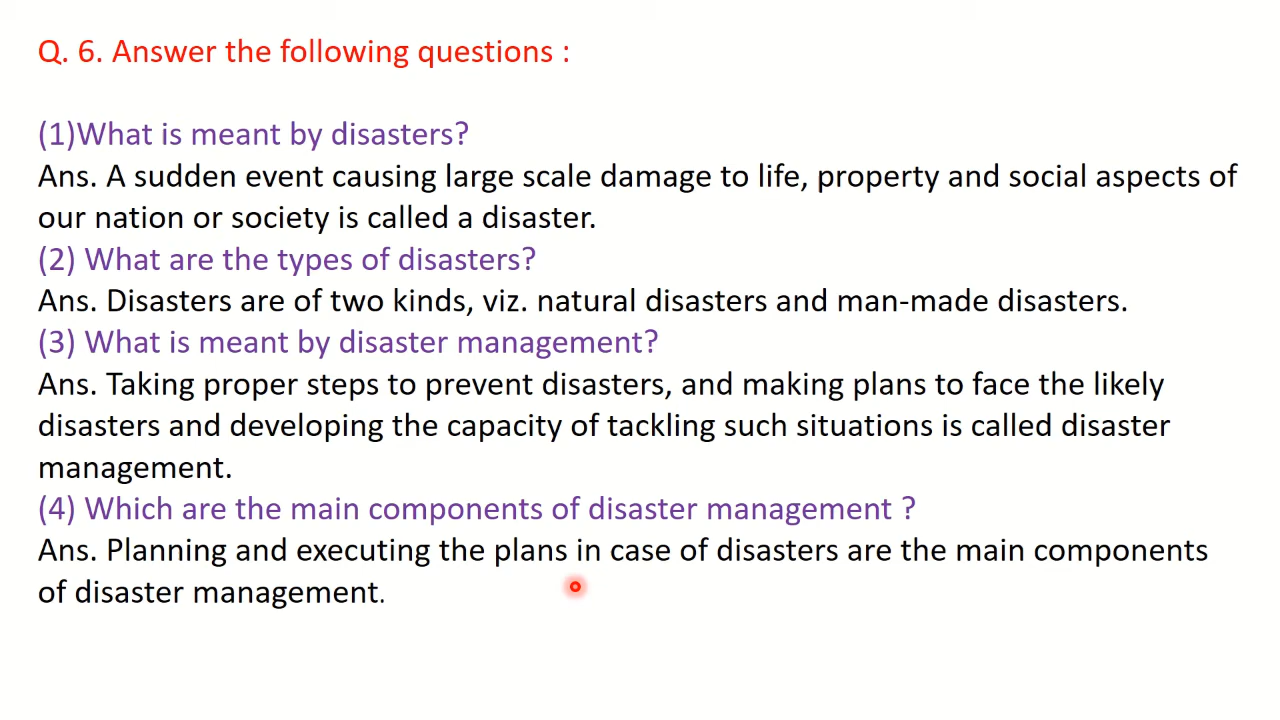 Q. 6. Answer the following questions :
(1)What is meant by disasters?
Ans. A sudden event causing large scale damage to life, property and social aspects of
our nation or society is called a disaster.
(2) What are the types of disasters?
Ans. Disasters are of two kinds, viz. natural disasters and man-made disasters.
(3) What is meant by disaster management?
Ans. Taking proper steps to prevent disasters, and making plans to face the likely
disasters and developing the capacity of tackling such situations is called disaster
management.
(4) Which are the main components of disaster management ?
Ans. Planning and executing the plans in case of disasters are the main components
of disaster management.